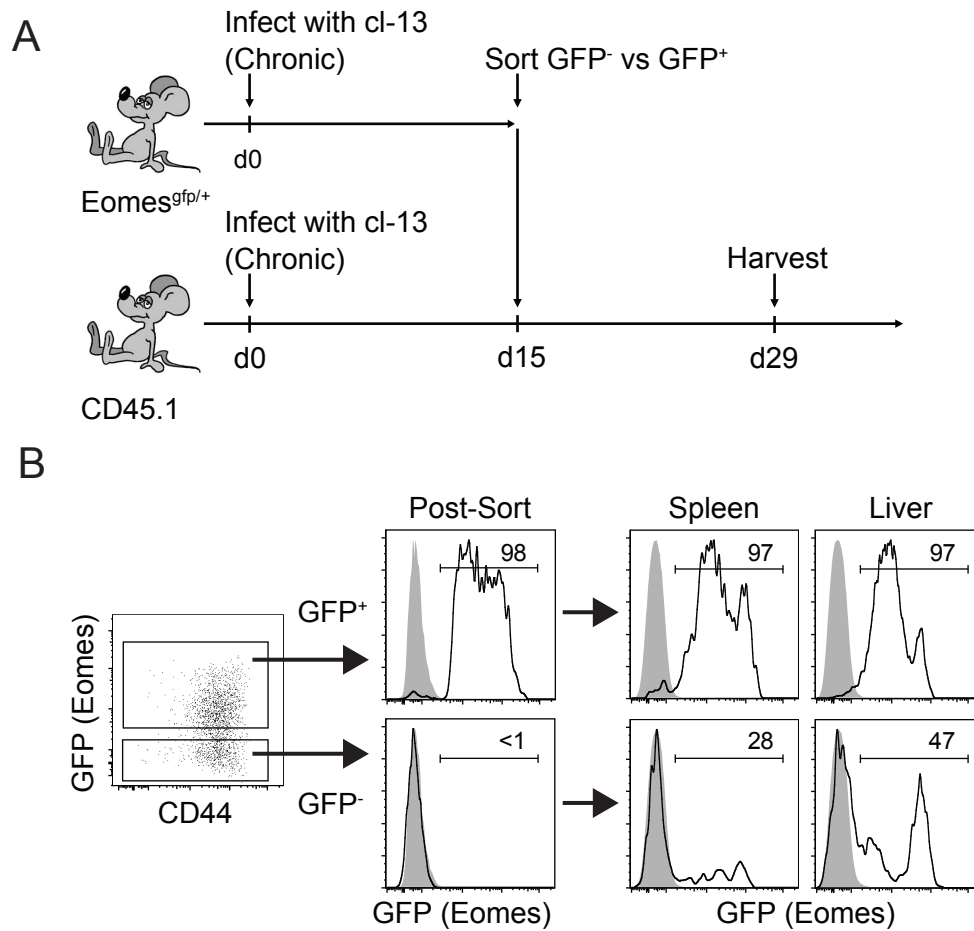 A
Infect with cl-13
(Chronic)
Sort GFP⁻ vs GFP⁺
d0
Eomesᵍᶠᵖ/⁺
Infect with cl-13
(Chronic)
Harvest
d0
d15
d29
CD45.1
B
Post-Sort
Spleen
Liver
98
97
97
GFP⁺
GFP (Eomes)
<1
28
47
GFP⁻
CD44
GFP (Eomes)
GFP (Eomes)